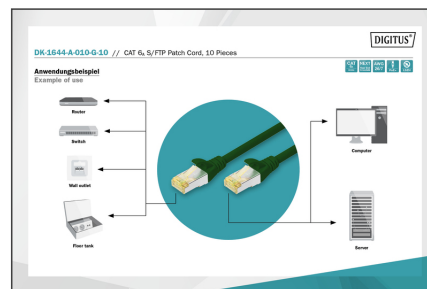 DIGITUS®
DK-1644-A-010-G-10 // CAT 6A S/FTP Patch Cord, 10 Pieces
Anwendungsbeispiel
Example of use
Router
Switch
Wall outlet
Floor tank
Computer
Server